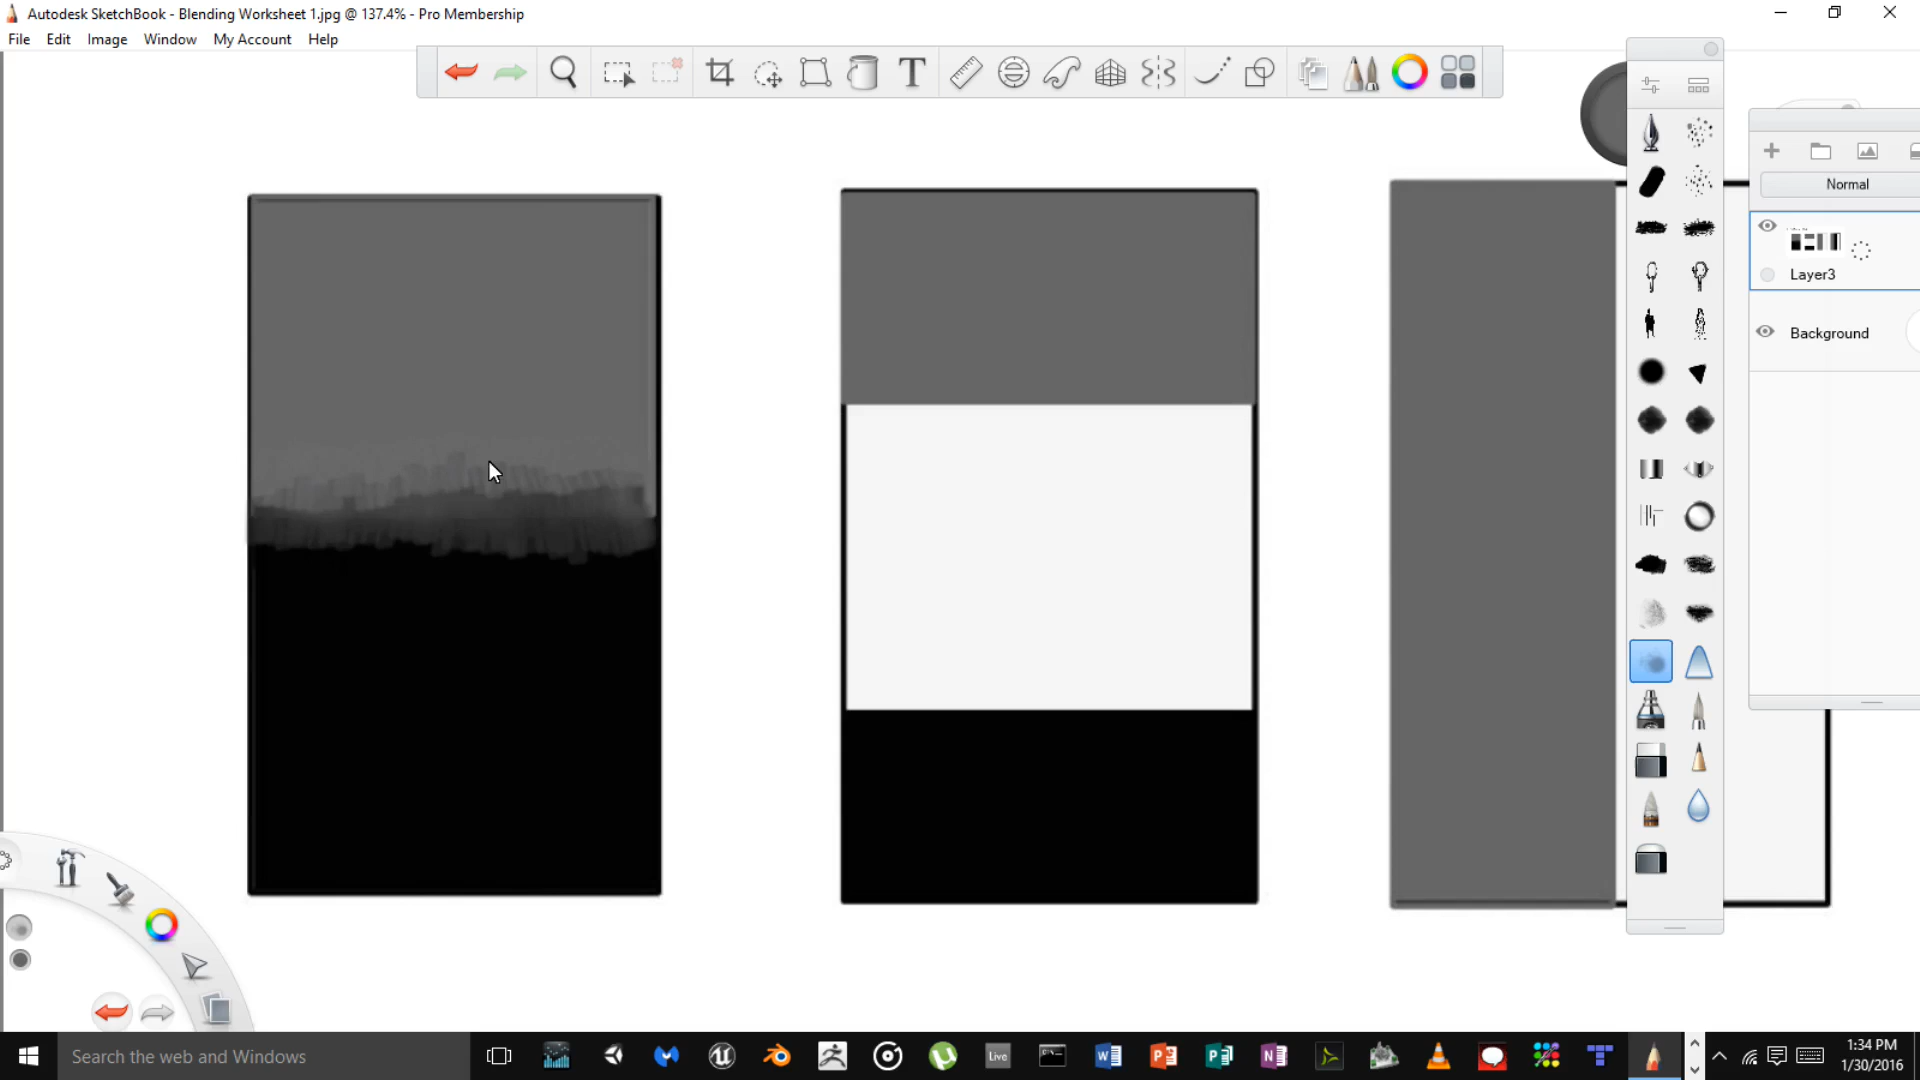 Autodesk SketchBook - Blending Worksheet 1.jpg @ 137.4% - Pro Membership
File Edit Image Window My Account Help
T
Normal
Layer3
Background
Search the web and Windows
Live
1:34 PM
1/30/2016